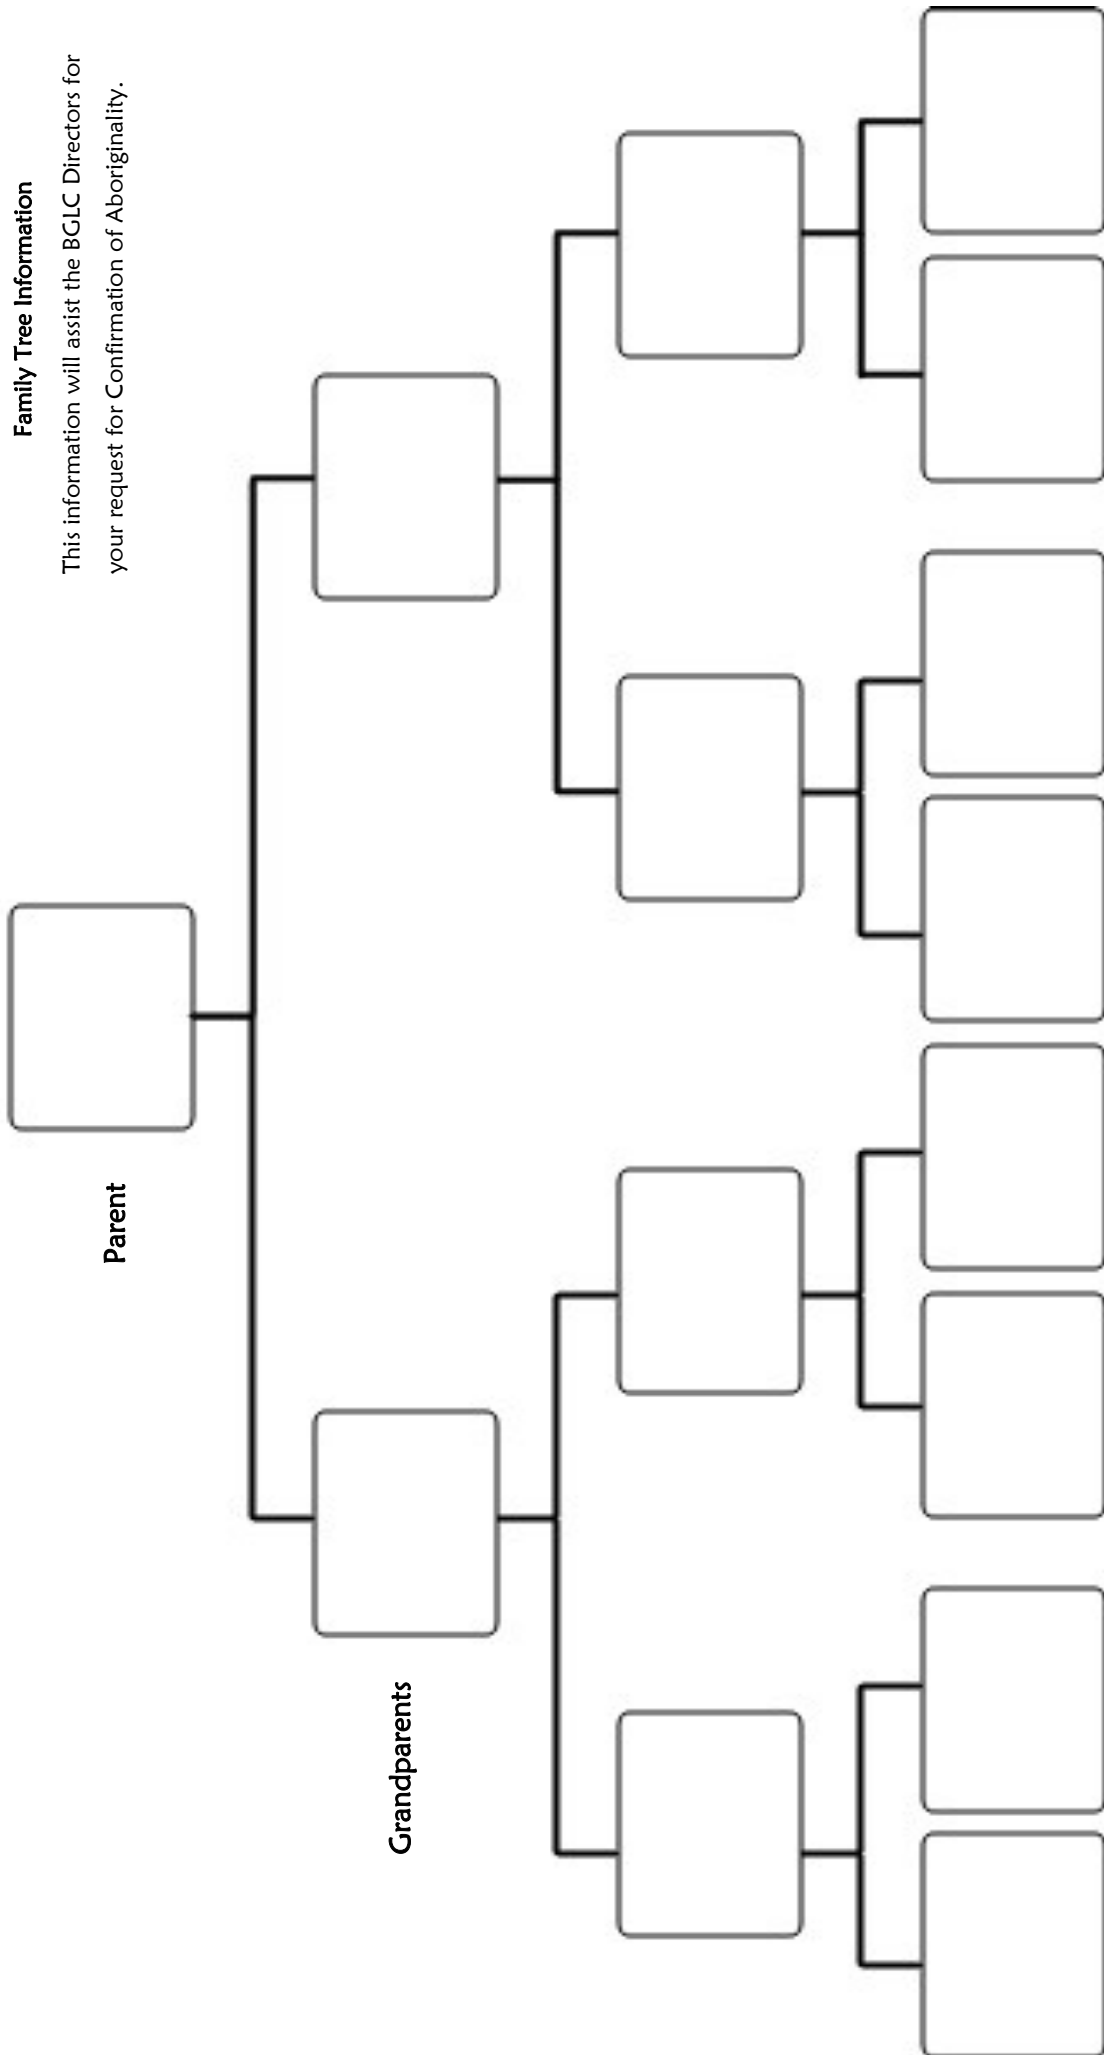 Family Tree Information
This information will assist the BGLC Directors for
your request for Confirmation of Aboriginality.
Parent
Grandparents